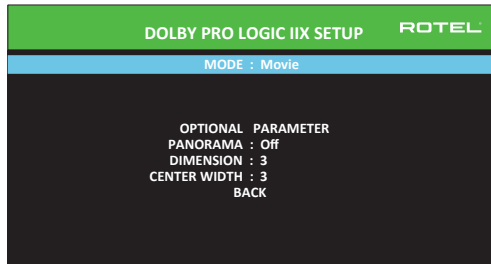 DOLBY PRO LOGIC IIX SETUP ROTEL
MODE : Movie
OPTIONAL PARAMETER
PANORAMA : Off
DIMENSION : 3
CENTER WIDTH : 3
BACK